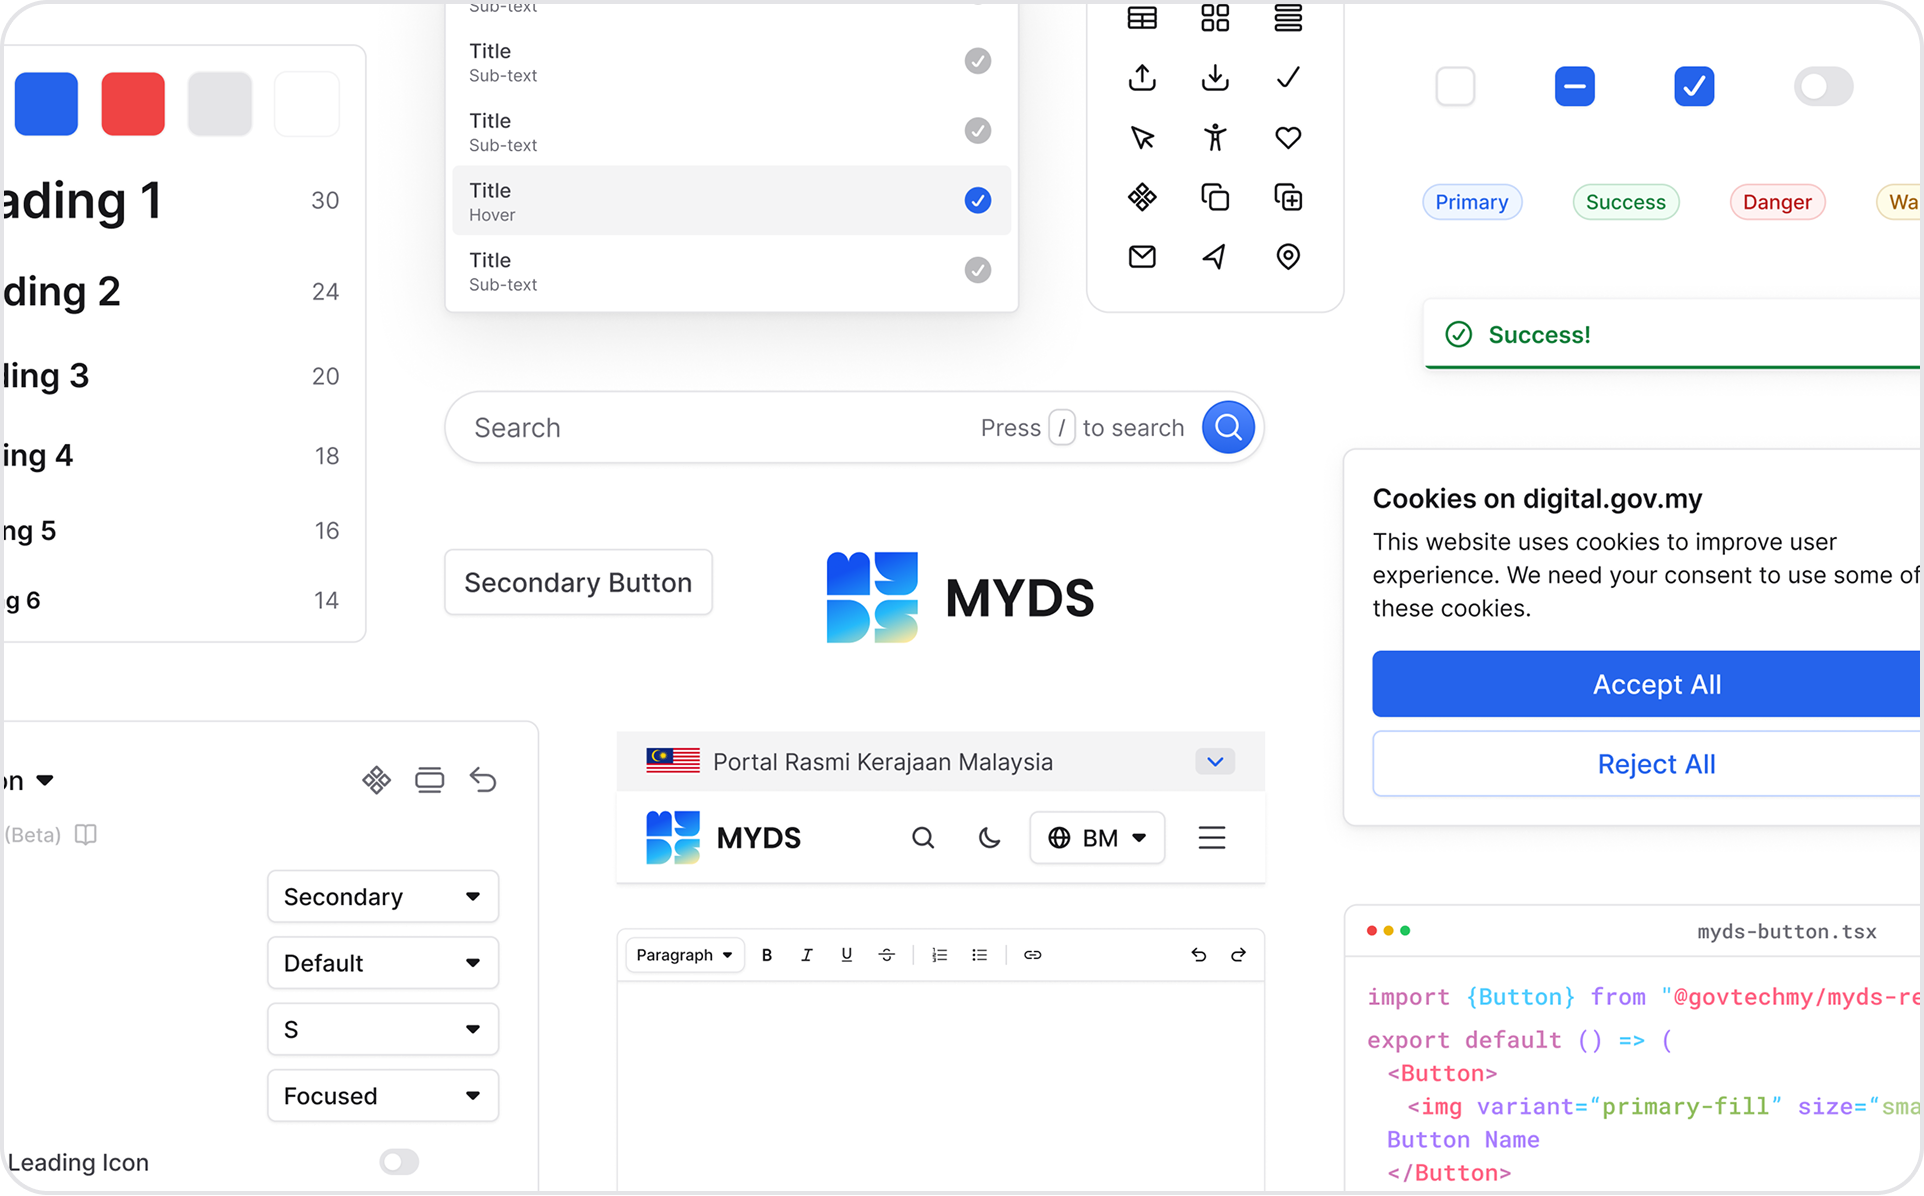 ading 1
30
ding 2
24
ding 3
20
ing 4
18
ng 5
16
g 6
14
Sub-text
Title
Sub-text
Title
Sub-text
Title
Hover
Title
Sub-text
Primary
Success
Danger
Wa
Success!
Search
Press / to search
Secondary Button
MYDS
Cookies on digital.gov.my
This website uses cookies to improve user
experience. We need your consent to use some of
these cookies.
Accept All
Reject All
on
(Beta)
Secondary
Default
S
Focused
Leading Icon
Portal Rasmi Kerajaan Malaysia
MYDS
BM
Paragraph
B I U S
myds-button.tsx
import {Button} from "@govtechmy/myds-re
export default () => (
<Button>
<img variant=“primary-fill” size=“sma
Button Name
</Button>